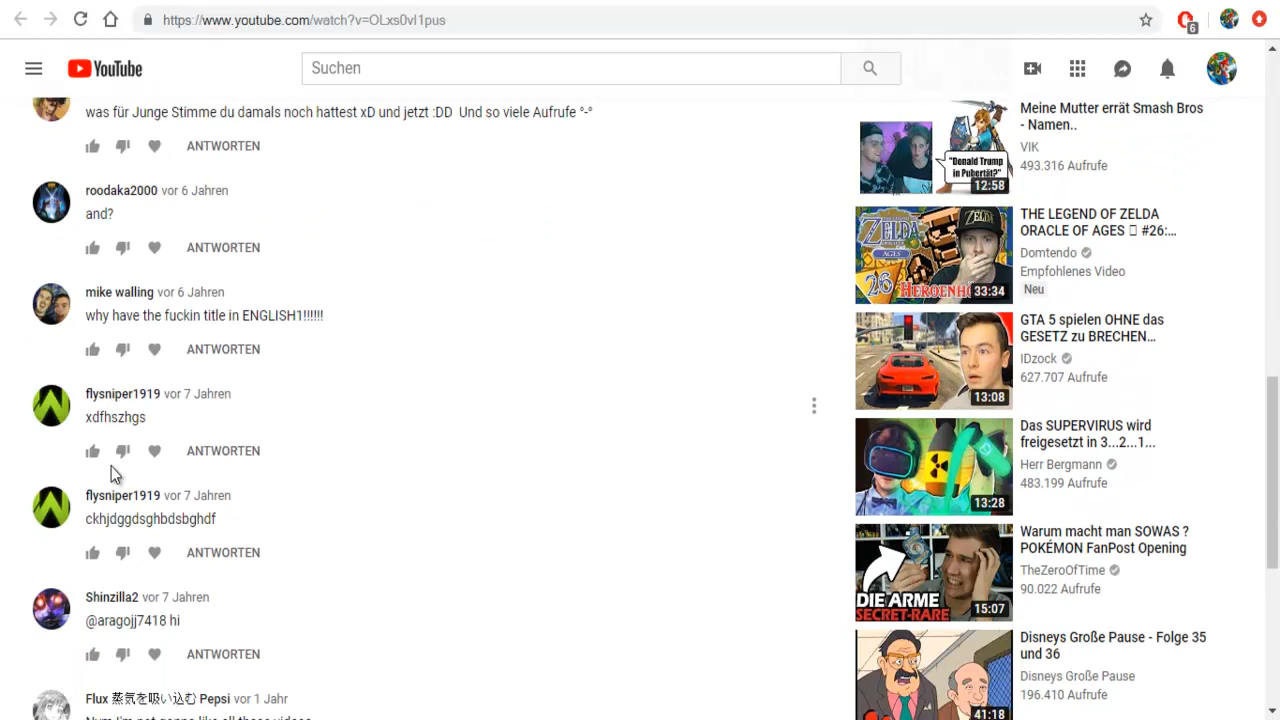 https://www.youtube.com/watch?v=OLxs0vI1pus
6
YouTube
Suchen
was für Junge Stimme du damals noch hattest xD und jetzt :DD Und so viele Aufrufe °-°
ANTWORTEN
roodaka2000 vor 6 Jahren
and?
ANTWORTEN
mike walling vor 6 Jahren
why have the fuckin title in ENGLISH1!!!!!!
ANTWORTEN
flysniper1919 vor 7 Jahren
xdfhszhgs
ANTWORTEN
flysniper1919 vor 7 Jahren
ckhjdggdsghbdsbghdf
ANTWORTEN
Shinzilla2 vor 7 Jahren
@aragojj7418 hi
ANTWORTEN
Flux 蒸気を吸い込む Pepsi vor 1 Jahr
"Donald Trump
in Pubertät?"
12:58
Meine Mutter errät Smash Bros
- Namen..
VIK
493.316 Aufrufe
ZELDA
AGES
26
HEROENH
33:34
THE LEGEND OF ZELDA
ORACLE OF AGES #26:...
Domtendo
Empfohlenes Video
Neu
13:08
GTA 5 spielen OHNE das
GESETZ zu BRECHEN...
IDzock
627.707 Aufrufe
13:28
Das SUPERVIRUS wird
freigesetzt in 3...2...1...
Herr Bergmann
483.199 Aufrufe
DIE ARME
SECRET-RARE
15:07
Warum macht man SOWAS ?
POKÉMON FanPost Opening
TheZeroOfTime
90.022 Aufrufe
41:18
Disneys Große Pause - Folge 35
und 36
Disneys Große Pause
196.410 Aufrufe